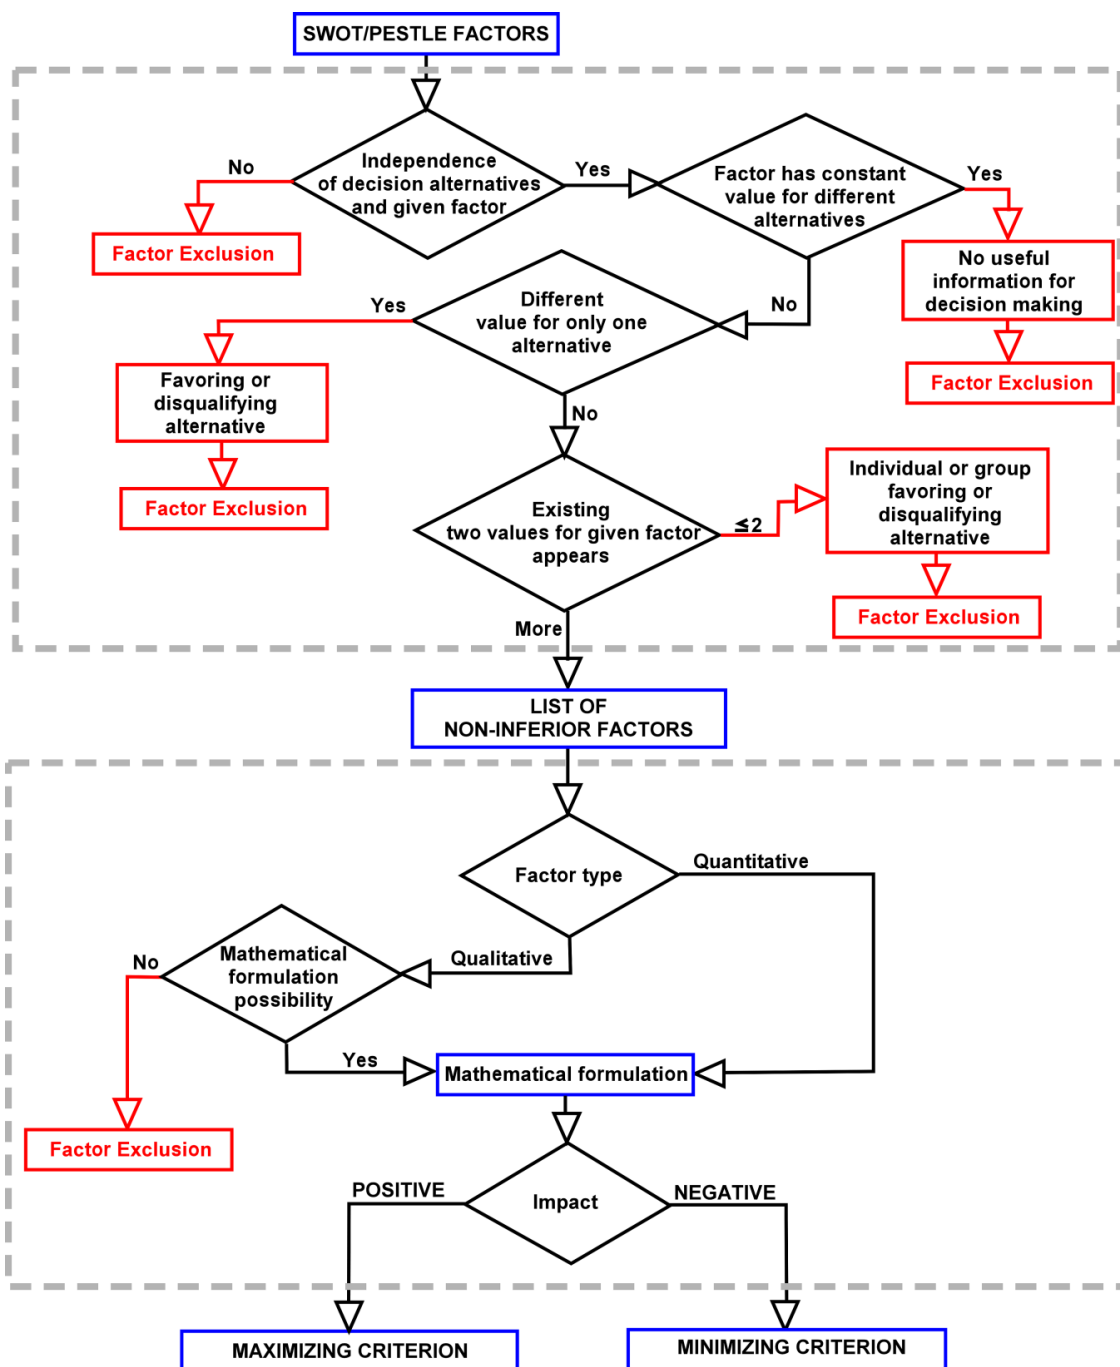 SWOT/PESTLE FACTORS
No
Independence
of decision alternatives
and given factor
Yes
Factor has constant
value for different
alternatives
Yes
Factor Exclusion
No useful
information for
decision making
No
Different
value for only one
alternative
Yes
Factor Exclusion
Favoring or
disqualifying
alternative
No
Factor Exclusion
Existing
two values for given factor
appears
≦2
Individual or group
favoring or
disqualifying
alternative
Factor Exclusion
More
LIST OF
NON-INFERIOR FACTORS
Factor type
Quantitative
Qualitative
Mathematical
formulation
possibility
No
Yes
Mathematical formulation
Factor Exclusion
Impact
POSITIVE
NEGATIVE
MAXIMIZING CRITERION
MINIMIZING CRITERION